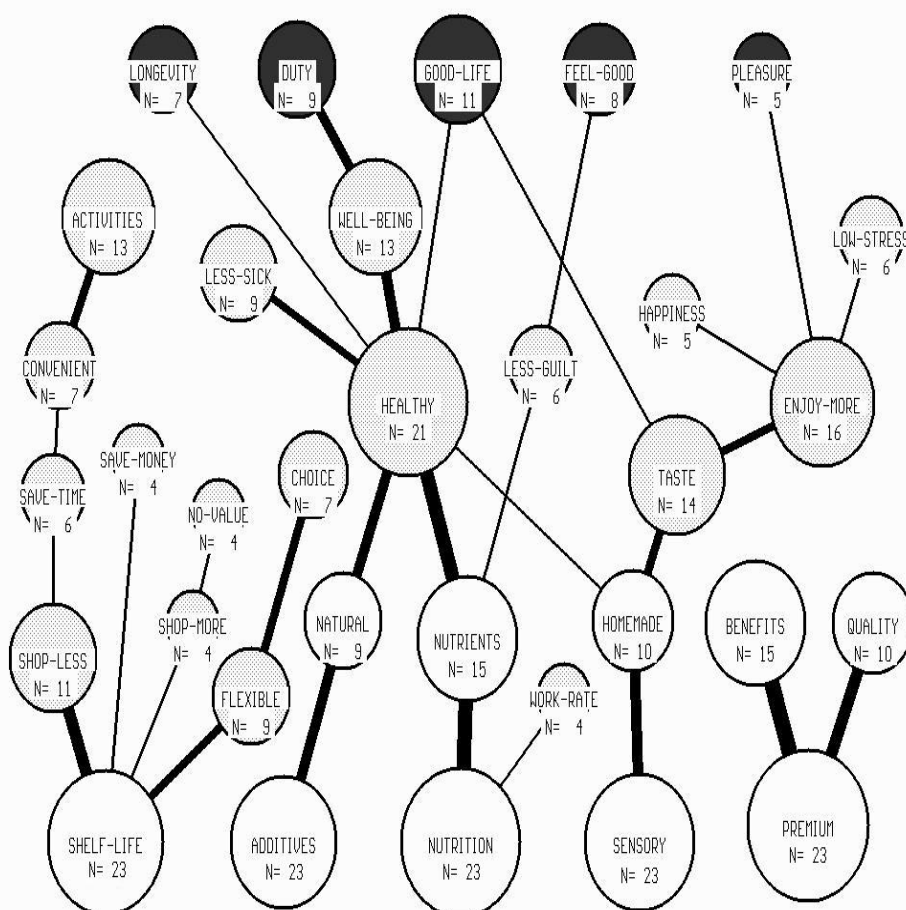 LONGEVITY
N= 7
DUTY
N= 9
GOOD-LIFE
N= 11
FEEL-GOOD
N= 8
PLEASURE
N= 5
ACTIVITIES
N= 13
WELL-BEING
N= 13
LOW-STRESS
N= 6
LESS-SICK
N= 9
HAPPINESS
N= 5
CONVENIENT
N= 7
LESS-GUILT
N= 6
HEALTHY
N= 21
ENJOY-MORE
N= 16
SAVE-MONEY
N= 4
CHOICE
N= 7
TASTE
N= 14
SAVE-TIME
N= 6
NO-VALUE
N= 4
SHOP-MORE
N= 4
NATURAL
N= 9
NUTRIENTS
N= 15
HOMEMADE
N= 10
BENEFITS
N= 15
QUALITY
N= 10
SHOP-LESS
N= 11
FLEXIBLE
N= 9
WORK-RATE
N= 4
SHELF-LIFE
N= 23
ADDITIVES
N= 23
NUTRITION
N= 23
SENSORY
N= 23
PREMIUM
N= 23